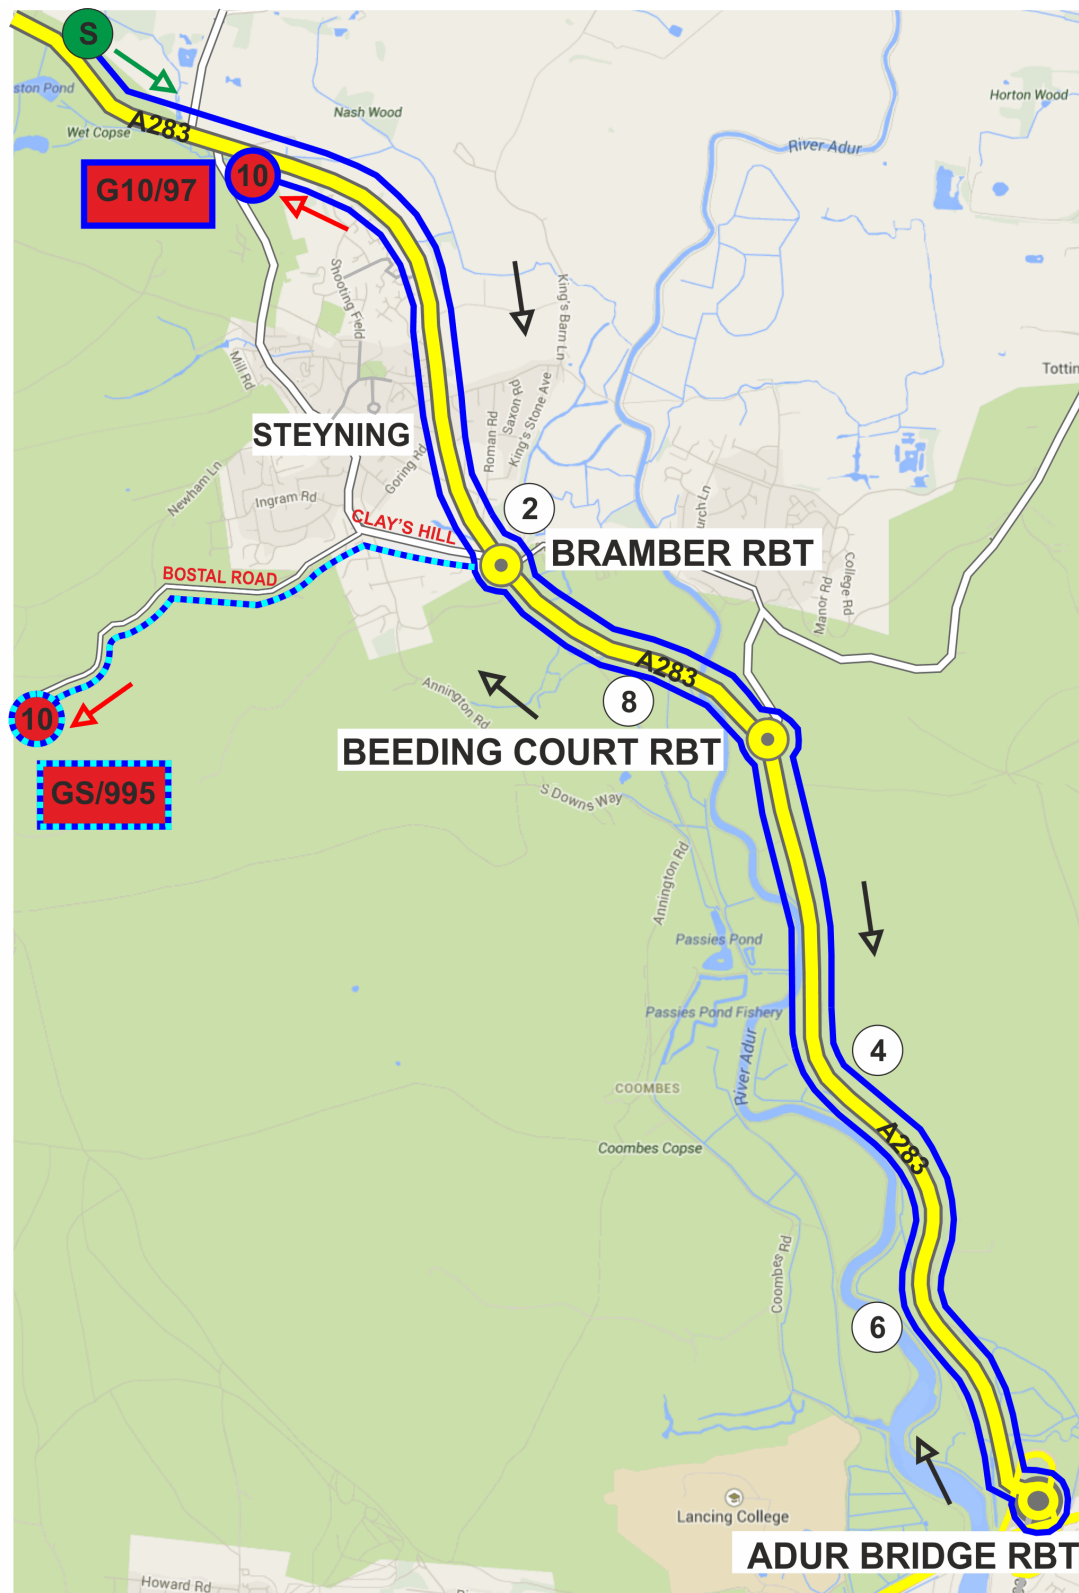 S
ston Pond
Nash Wood
Horton Wood
Wet Copse
A283
River Adur
10
G10/97
Shooting Field
King's Barn Ln
Mill Rd
Tottin
Saxon Rd
King's Stone Ave
Roman Rd
STEYNING
Goring Rd
Newham Ln
Ingram Rd
2
urch Ln
CLAY'S HILL
BRAMBER RBT
College Rd
Manor Rd
BOSTAL ROAD
A283
Annington Rd
8
10
BEEDING COURT RBT
GS/995
S Downs Way
Annington Rd
Passies Pond
Passies Pond Fishery
River Adur
4
COOMBES
A283
Coombes Copse
Coombes Rd
6
Lancing College
ADUR BRIDGE RBT
Howard Rd